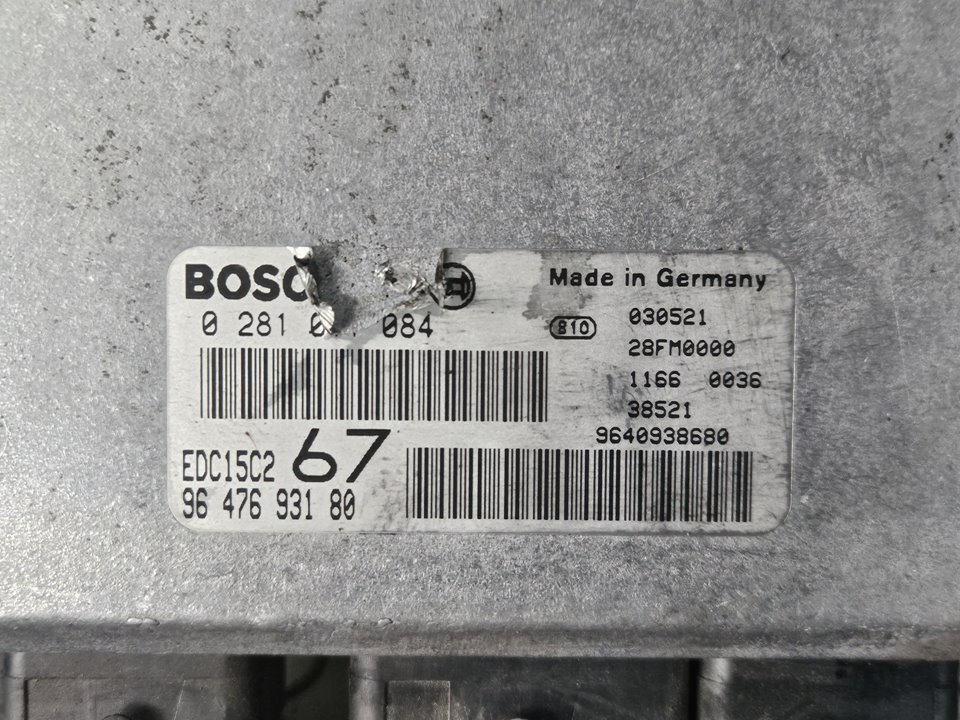 BOSC
Made in Germany
0 281 0 084
810
030521
28FM0000
1166 0036
38521
9640938680
EDC15C2 67
96 476 931 80